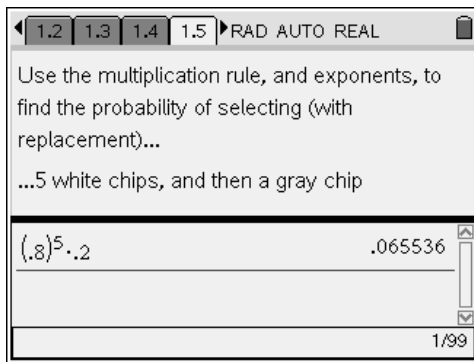 1.2 1.3 1.4 1.5 RAD AUTO REAL
Use the multiplication rule, and exponents, to
find the probability of selecting (with
replacement)...
...5 white chips, and then a gray chip
(.8)⁵·.2 .065536
1/99